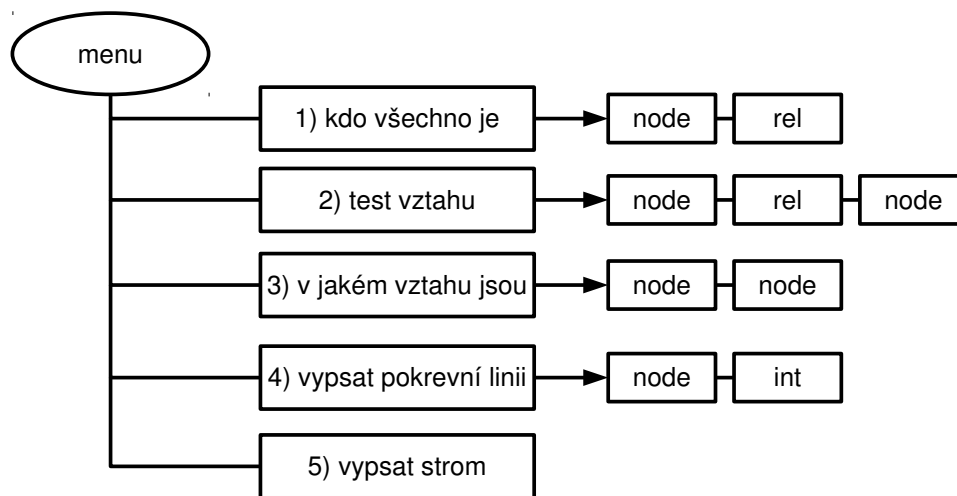 menu
1) kdo všechno je
node
rel
2) test vztahu
node
rel
node
3) v jakém vztahu jsou
node
node
4) vypsat pokrevní linii
node
int
5) vypsat strom